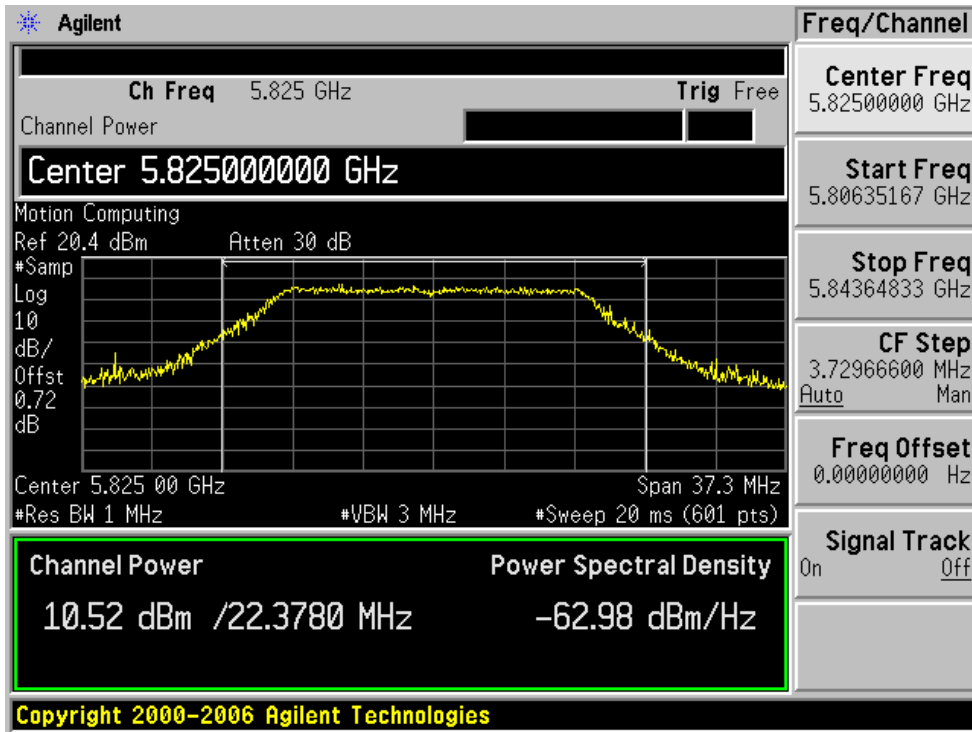 Agilent
Ch Freq 5.825 GHz Trig Free
Channel Power
Center 5.825000000 GHz
Motion Computing
Ref 20.4 dBm Atten 30 dB
#Samp
Log
10
dB/
Offst
0.72
dB
Center 5.825 00 GHz Span 37.3 MHz
#Res BW 1 MHz #VBW 3 MHz #Sweep 20 ms (601 pts)
Channel Power Power Spectral Density
10.52 dBm /22.3780 MHz -62.98 dBm/Hz
Copyright 2000-2006 Agilent Technologies
Freq/Channel
Center Freq
5.82500000 GHz
Start Freq
5.80635167 GHz
Stop Freq
5.84364833 GHz
CF Step
3.72966600 MHz
Auto Man
Freq Offset
0.00000000 Hz
Signal Track
On Off